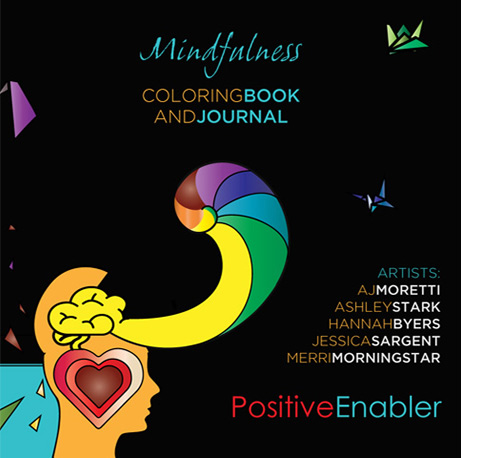 Mindfulness
COLORINGBOOK
ANDJOURNAL
ARTISTS:
AJMORETTI
ASHLEYSTARK
HANNAHBYERS
JESSICASARGENT
MERRIMORNINGSTAR
PositiveEnabler